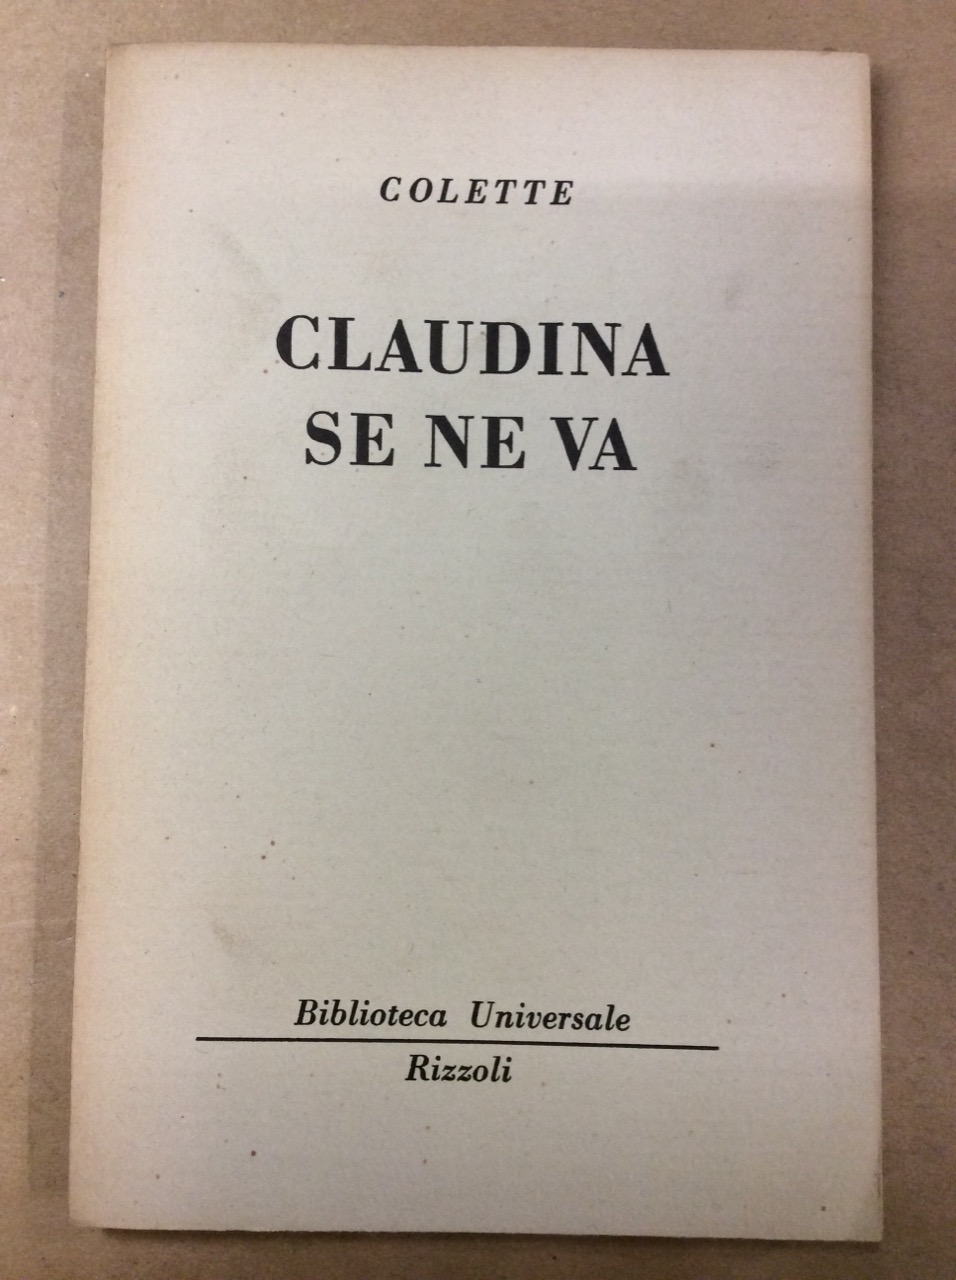 COLETTE
CLAUDINA
SE NE VA
Biblioteca Universale
Rizzoli